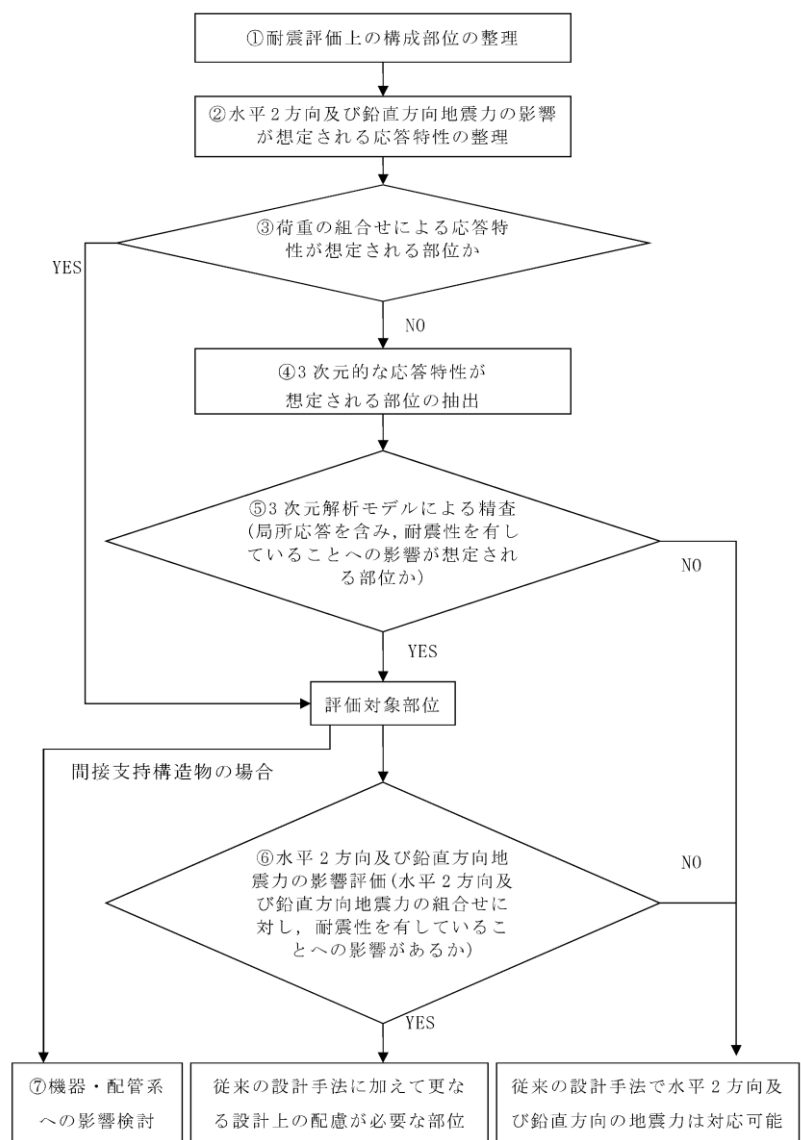 ①耐震評価上の構成部位の整理
②水平2方向及び鉛直方向地震力の影響
が想定される応答特性の整理
③荷重の組合せによる応答特
性が想定される部位か
YES
NO
④3次元的な応答特性が
想定される部位の抽出
⑤3次元解析モデルによる精査
(局所応答を含み,耐震性を有し
ていることへの影響が想定され
る部位か)
NO
YES
評価対象部位
間接支持構造物の場合
⑥水平2方向及び鉛直方向地
震力の影響評価(水平2方向及
び鉛直方向地震力の組合せに
対し，耐震性を有しているこ
とへの影響があるか)
NO
YES
⑦機器・配管系
への影響検討
従来の設計手法に加えて更な
る設計上の配慮が必要な部位
従来の設計手法で水平2方向及
び鉛直方向の地震力は対応可能